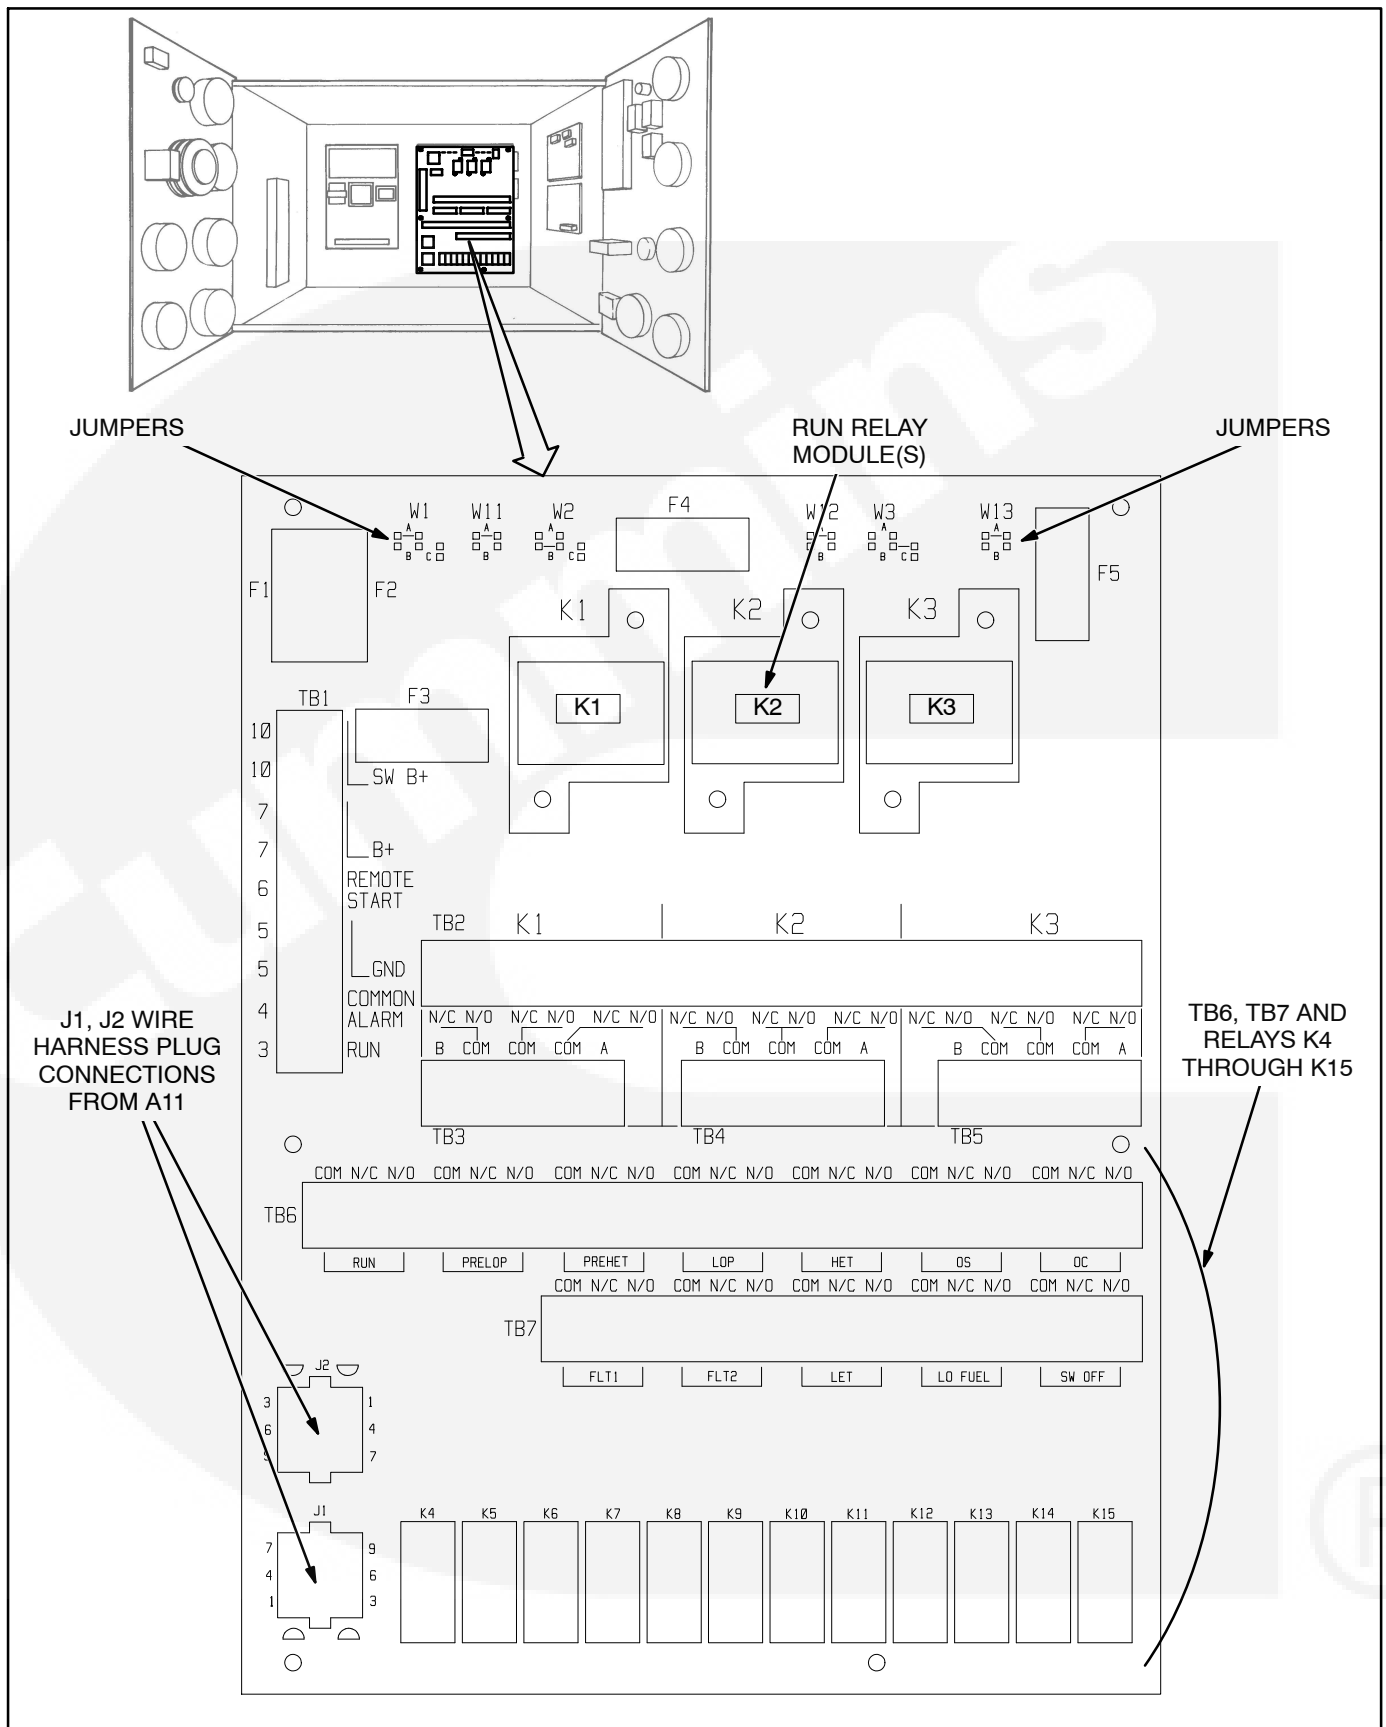 JUMPERS
RUN RELAY
MODULE(S)
JUMPERS
W1 W11 W2 F4 W12 W3 W13
A A A A A A
B C B B C B B C B
F1 F2 F5
K1 K2 K3
K1 K2 K3
TB1 F3
10
10 SW B+
7
7 B+
6 REMOTE
START
5
5 GND
4 COMMON
ALARM
3 RUN
TB2 K1 K2 K3
N/C N/O N/C N/O N/C N/O N/C N/O N/C N/O N/C N/O N/C N/O N/C N/O N/C N/O
B COM COM COM A B COM COM COM A B COM COM COM A
TB3 TB4 TB5
J1, J2 WIRE
HARNESS PLUG
CONNECTIONS
FROM A11
TB6, TB7 AND
RELAYS K4
THROUGH K15
COM N/C N/O COM N/C N/O COM N/C N/O COM N/C N/O COM N/C N/O COM N/C N/O COM N/C N/O
TB6
RUN PRELOP PREHET LOP HET OS OC
COM N/C N/O COM N/C N/O COM N/C N/O COM N/C N/O COM N/C N/O
TB7
FLT1 FLT2 LET LO FUEL SW OFF
J2
3 1
6 4
9 7
J1
7 9
4 6
1 3
K4 K5 K6 K7 K8 K9 K10 K11 K12 K13 K14 K15
Cummins
®